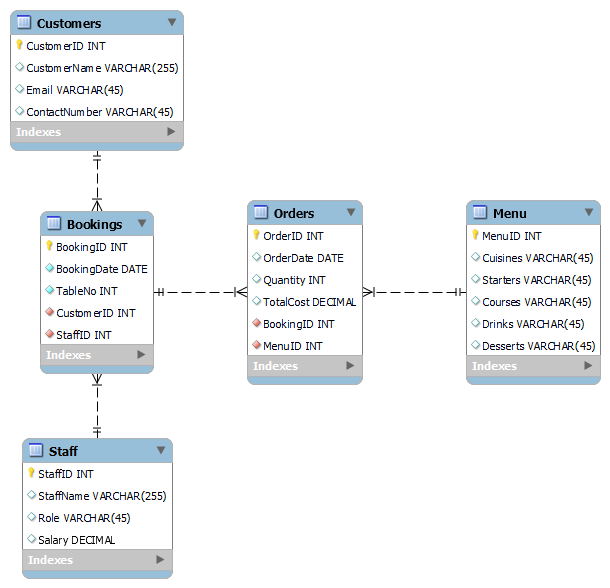 Customers
CustomerID INT
CustomerName VARCHAR(255)
Email VARCHAR(45)
ContactNumber VARCHAR(45)
Indexes
Bookings
BookingID INT
BookingDate DATE
TableNo INT
CustomerID INT
StaffID INT
Indexes
Orders
OrderID INT
OrderDate DATE
Quantity INT
TotalCost DECIMAL
BookingID INT
MenuID INT
Indexes
Menu
MenuID INT
Cuisines VARCHAR(45)
Starters VARCHAR(45)
Courses VARCHAR(45)
Drinks VARCHAR(45)
Desserts VARCHAR(45)
Indexes
Staff
StaffID INT
StaffName VARCHAR(255)
Role VARCHAR(45)
Salary DECIMAL
Indexes